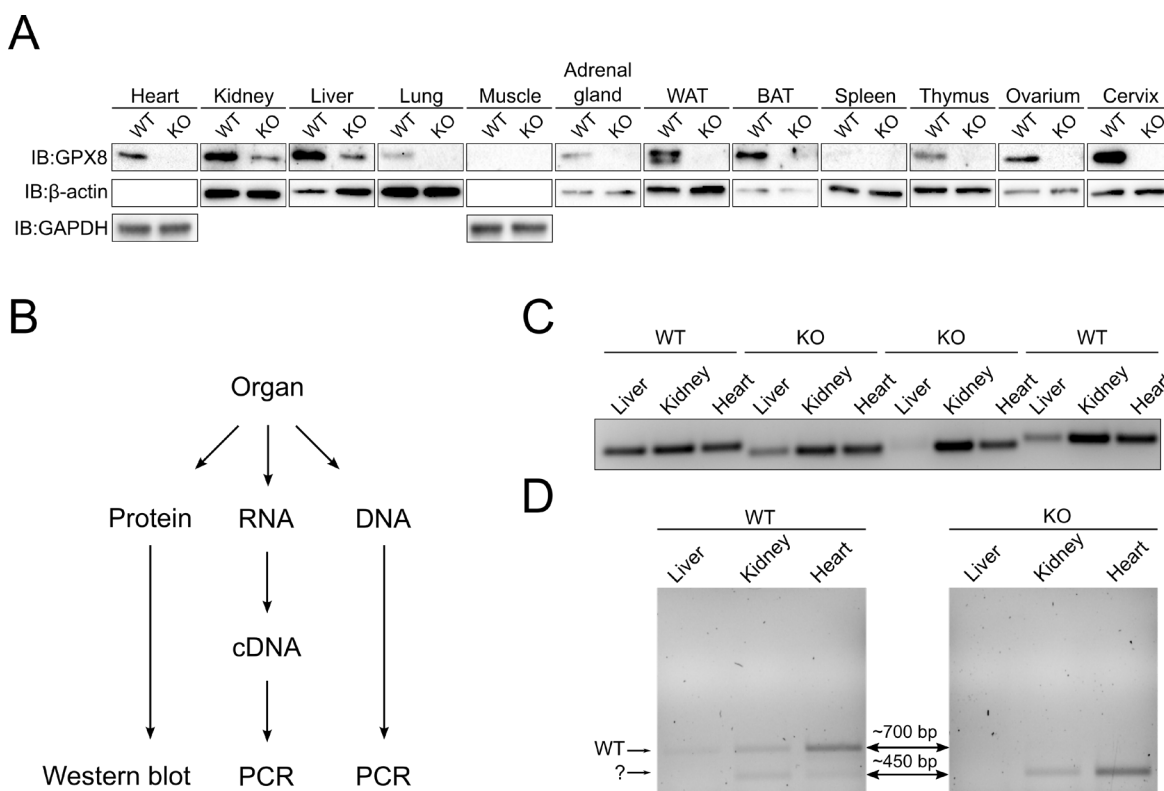 A
Heart Kidney Liver Lung Muscle Adrenal gland WAT BAT Spleen Thymus Ovarium Cervix
WT KO WT KO WT KO WT KO WT KO WT KO WT KO WT KO WT KO WT KO WT KO WT KO
IB:GPX8
IB:β-actin
IB:GAPDH
B
Organ
Protein RNA DNA
cDNA
Western blot PCR PCR
C
WT KO KO WT
Liver Kidney Heart Liver Kidney Heart Liver Kidney Heart Liver Kidney Heart
D
WT KO
Liver Kidney Heart Liver Kidney Heart
WT ~700 bp
? ~450 bp